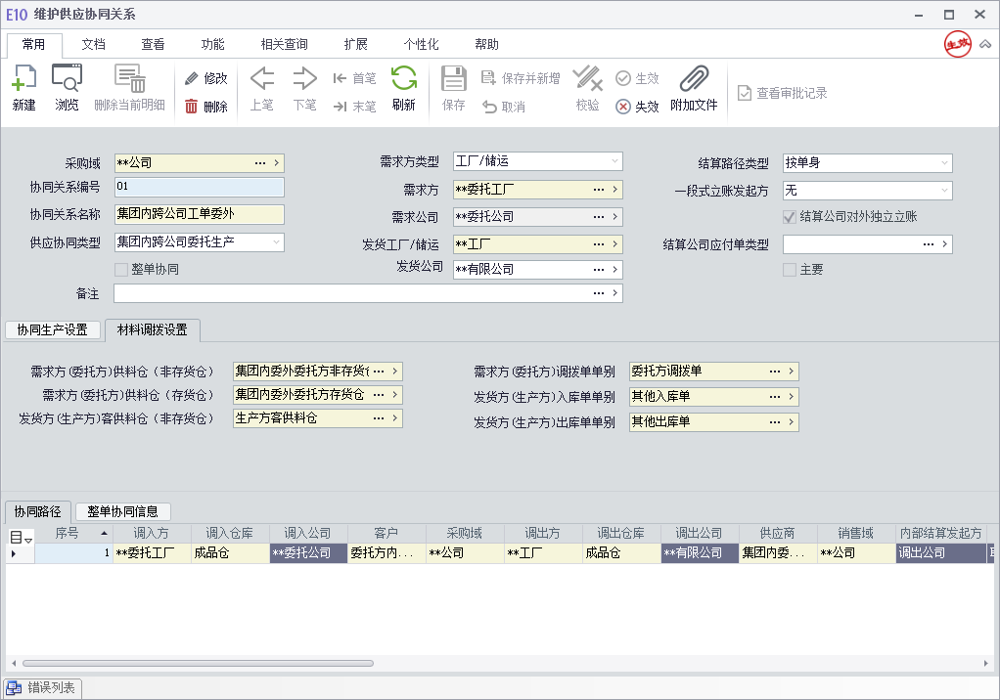 E10 维护供应协同关系
常用 文档 查看 功能 相关查询 扩展 个性化 帮助
生效
新建 浏览 删除当前明细 修改 删除 上笔 下笔 首笔 末笔 刷新 保存 保存并新增 取消 校验 生效 失效 附加文件 查看审批记录
采购域 **公司 ··· 需求方类型 工厂/储运 结算路径类型 按单身
协同关系编号 01 需求方 **委托工厂 ··· 一段式立账发起方 无
协同关系名称 集团内跨公司工单委外 需求公司 **委托公司 ··· 结算公司对外独立立账
供应协同类型 集团内跨公司委托生产 发货工厂/储运 **工厂 ··· 结算公司应付单类型 ···
整单协同 发货公司 **有限公司 ··· 主要
备注 ···
协同生产设置 材料调拨设置
需求方(委托方)供料仓（非存货仓） 集团内委外委托方非存货仓 ··· 需求方(委托方)调拨单单别 委托方调拨单 ···
需求方(委托方)供料仓（存货仓） 集团内委外委托方存货仓 ··· 发货方(生产方)入库单单别 其他入库单 ···
发货方(生产方)客供料仓（非存货仓） 生产方客供料仓 ··· 发货方(生产方)出库单单别 其他出库单 ···
协同路径 整单协同信息
序号 调入方 调入仓库 调入公司 客户 采购域 调出方 调出仓库 调出公司 供应商 销售域 内部结算发起方
1 **委托工厂 成品仓 **委托公司 委托方内... **公司 **工厂 成品仓 **有限公司 集团内委... **公司 调出公司
错误列表